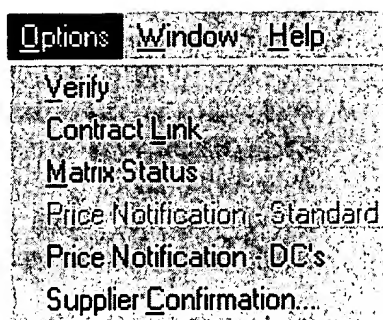 Options Window Help
Verify
Contract Link
Matrix Status
Price Notification - Standard
Price Notification - DC's
Supplier Confirmation...